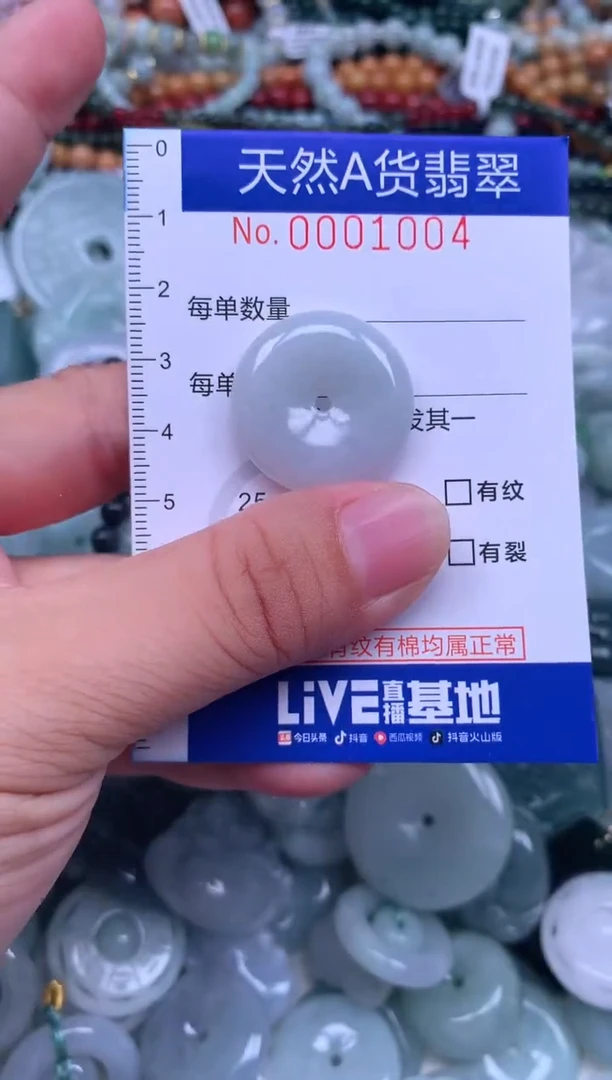 天然A货翡翠
No. 0001004
0
1
2
3
4
5
每单数量
每单
发其一
25
有纹
有裂
有纹有棉均属正常
LiVE直播基地
今日头条 抖音 西瓜视频 抖音火山版